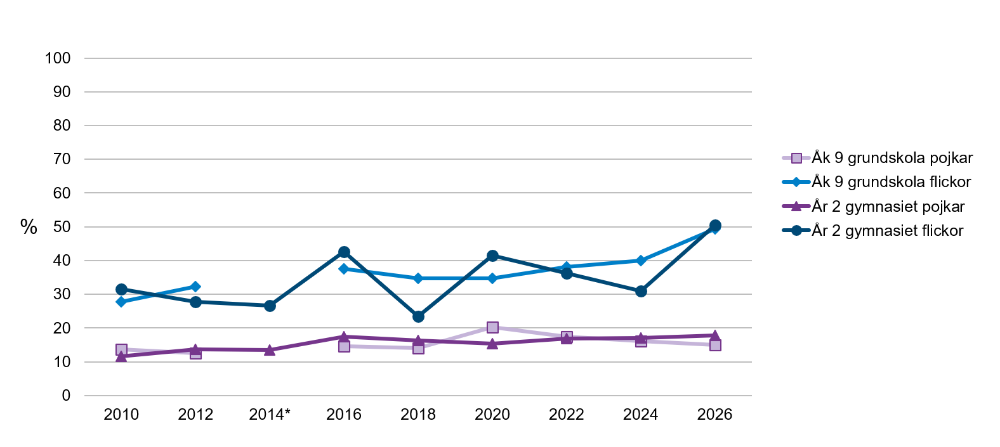 100
90
80
70
60
50
40
30
20
10
0
%
2010 2012 2014* 2016 2018 2020 2022 2024 2026
Åk 9 grundskola pojkar
Åk 9 grundskola flickor
År 2 gymnasiet pojkar
År 2 gymnasiet flickor